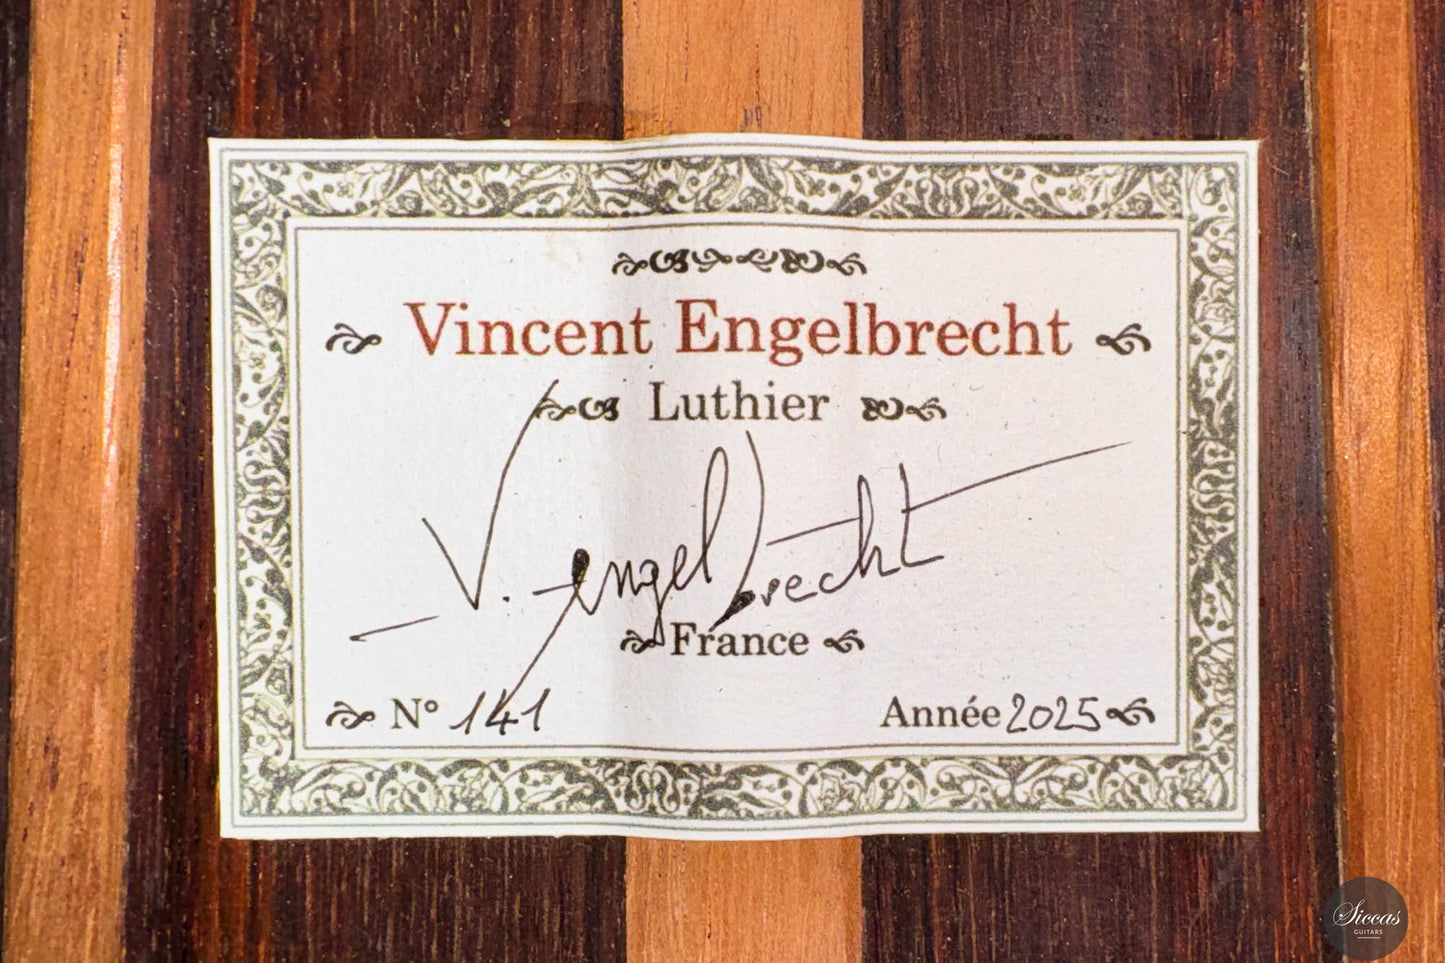 Vincent Engelbrecht
Luthier
V. Engelbrecht
France
N° 141
Année 2025
Siccas
GUITARS